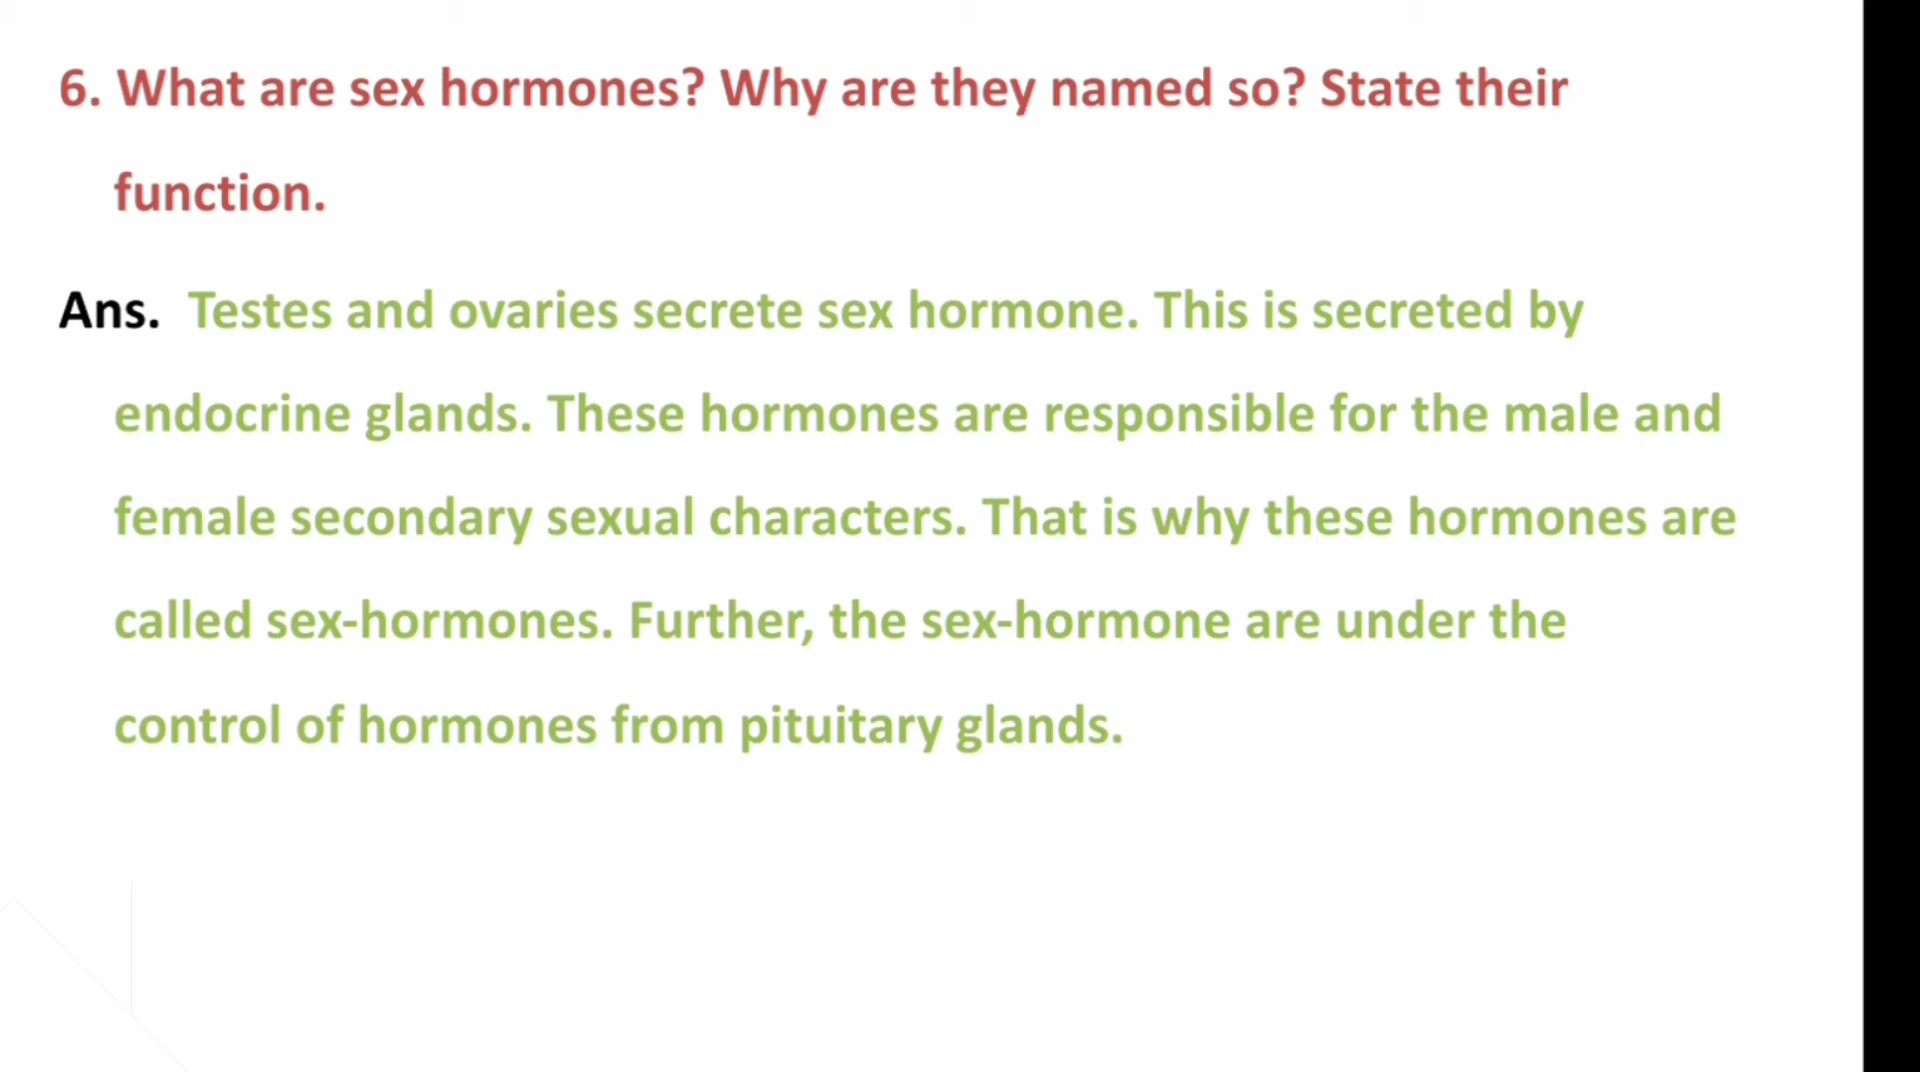 6. What are sex hormones? Why are they named so? State their
function.
Ans. Testes and ovaries secrete sex hormone. This is secreted by
endocrine glands. These hormones are responsible for the male and
female secondary sexual characters. That is why these hormones are
called sex-hormones. Further, the sex-hormone are under the
control of hormones from pituitary glands.